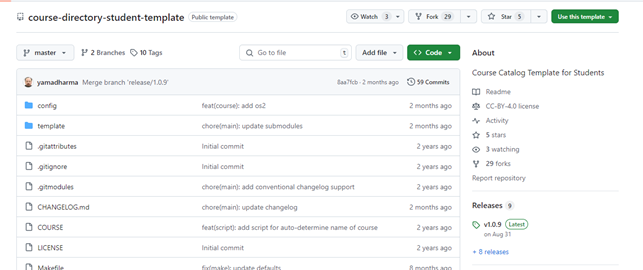 course-directory-student-template Public template
Watch 3 Fork 29 Star 5 Use this template
master 2 Branches 10 Tags Go to file t Add file Code
yamadharma Merge branch 'release/1.0.9' 8aa7fcb · 2 months ago 59 Commits
config feat(course): add os2 2 months ago
template chore(main): update submodules 2 months ago
.gitattributes Initial commit 2 years ago
.gitignore Initial commit 2 years ago
.gitmodules chore(main): add conventional changelog support 2 years ago
CHANGELOG.md chore(main): update changelog 2 months ago
COURSE feat(script): add script for auto-determine name of course 2 years ago
LICENSE Initial commit 2 years ago
Makefile fix(make): update defaults 8 months ago
About
Course Catalog Template for Students
Readme
CC-BY-4.0 license
Activity
5 stars
3 watching
29 forks
Report repository
Releases 9
v1.0.9 Latest
on Aug 31
+ 8 releases